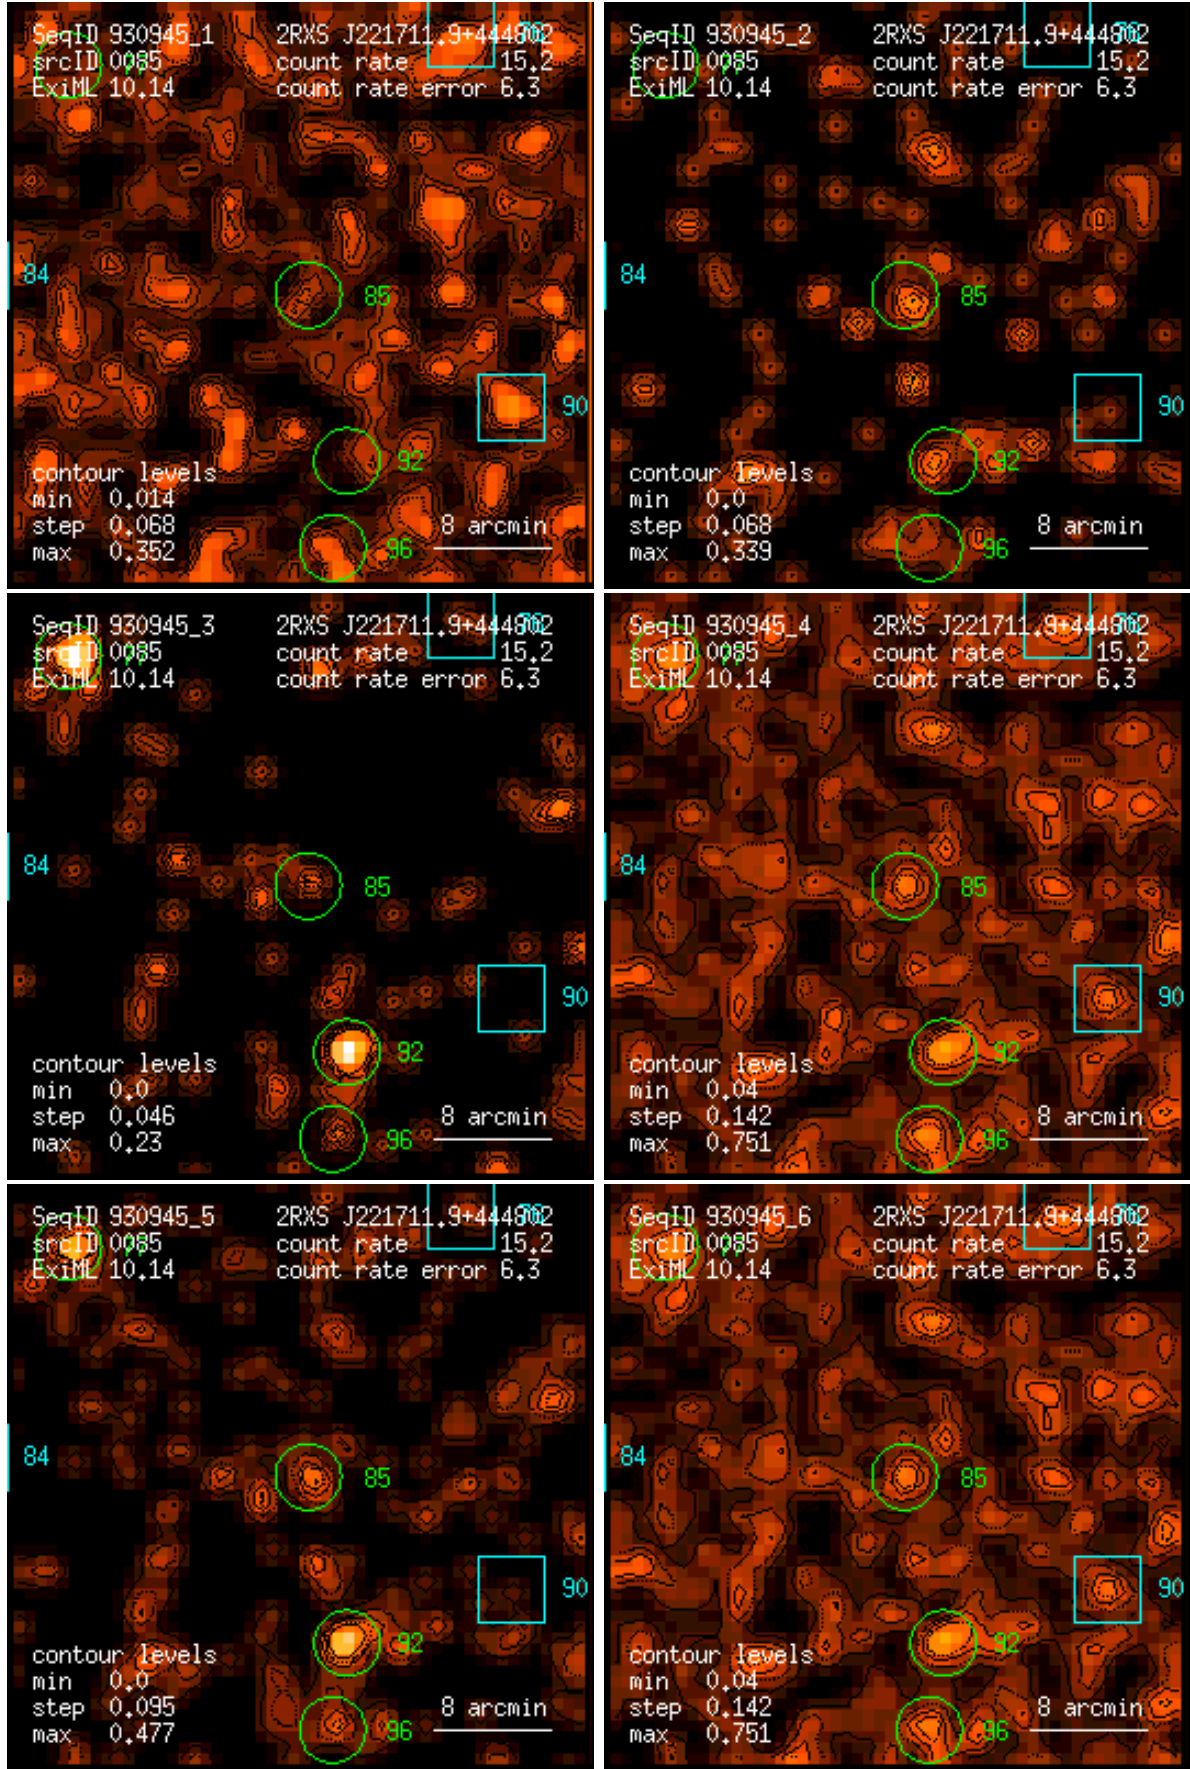 SeqID 930945_1 2RXS J221711.9+444802
srcID 0085 count rate 15.2
ExiML 10.14 count rate error 6.3
84
85
90
92
contour levels
min 0.014
step 0.068 8 arcmin
max 0.352 96
SeqID 930945_2 2RXS J221711.9+444802
srcID 0085 count rate 15.2
ExiML 10.14 count rate error 6.3
84
85
90
92
contour levels
min 0.0
step 0.068 8 arcmin
max 0.339 96
SeqID 930945_3 2RXS J221711.9+444802
srcID 0085 count rate 15.2
ExiML 10.14 count rate error 6.3
84
85
90
92
contour levels
min 0.0
step 0.046 8 arcmin
max 0.23 96
SeqID 930945_4 2RXS J221711.9+444802
srcID 0085 count rate 15.2
ExiML 10.14 count rate error 6.3
84
85
90
92
contour levels
min 0.04
step 0.142 8 arcmin
max 0.751 96
SeqID 930945_5 2RXS J221711.9+444802
srcID 0085 count rate 15.2
ExiML 10.14 count rate error 6.3
84
85
90
92
contour levels
min 0.0
step 0.095 8 arcmin
max 0.477 96
SeqID 930945_6 2RXS J221711.9+444802
srcID 0085 count rate 15.2
ExiML 10.14 count rate error 6.3
84
85
90
92
contour levels
min 0.04
step 0.142 8 arcmin
max 0.751 96